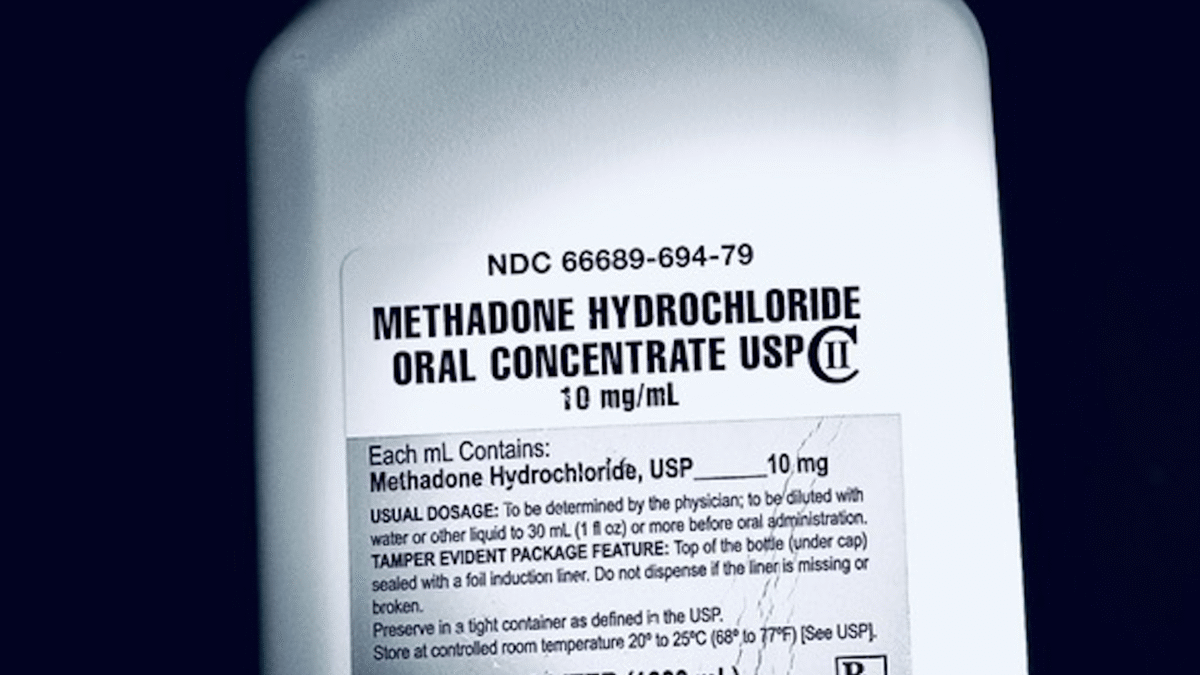 NDC 66689-694-79
METHADONE HYDROCHLORIDE
ORAL CONCENTRATE USP CII
10 mg/mL
Each mL Contains:
Methadone Hydrochloride, USP______10 mg
USUAL DOSAGE: To be determined by the physician; to be diluted with
water or other liquid to 30 mL (1 fl oz) or more before oral administration.
TAMPER EVIDENT PACKAGE FEATURE: Top of the bottle (under cap)
sealed with a foil induction liner. Do not dispense if the liner is missing or
broken.
Preserve in a tight container as defined in the USP.
Store at controlled room temperature 20° to 25°C (68° to 77°F) [See USP].